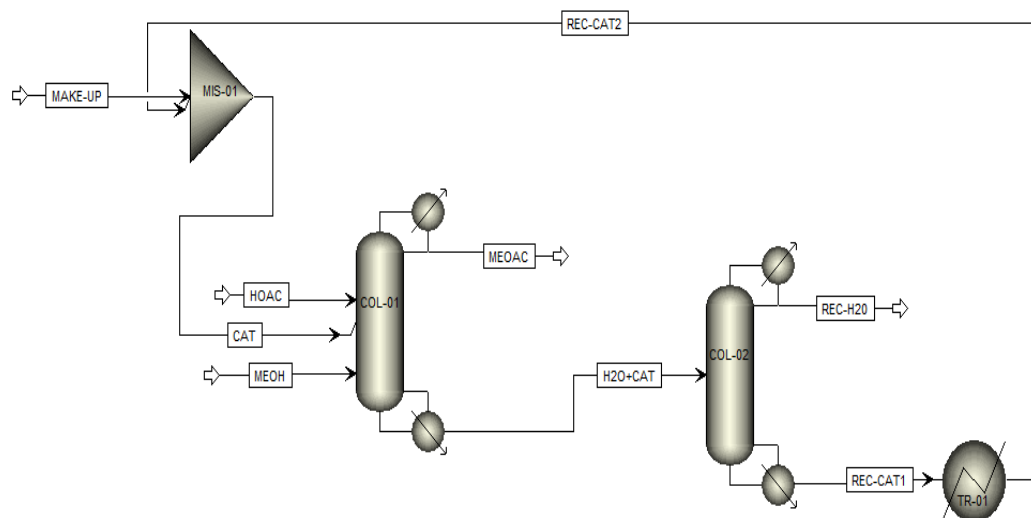 REC-CAT2
MAKE-UP
MIS-01
MEOAC
HOAC
COL-01
REC-H20
CAT
COL-02
MEOH
H2O+CAT
REC-CAT1
TR-01